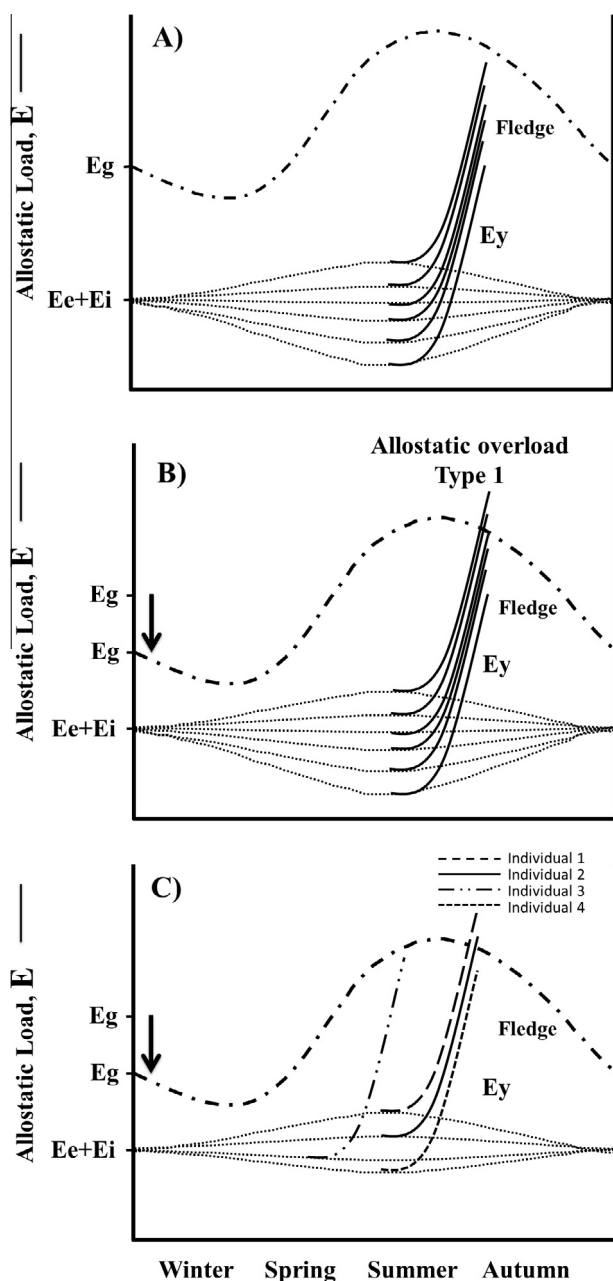 A)
Allostatic Load, E
Eg
Fledge
Ey
Ee+Ei
B)
Allostatic overload
Type 1
Allostatic Load, E
Eg
Fledge
Eg
Ey
Ee+Ei
C)
Individual 1
Individual 2
Individual 3
Individual 4
Allostatic Load, E
Eg
Fledge
Eg
Ey
Ee+Ei
Winter Spring Summer Autumn